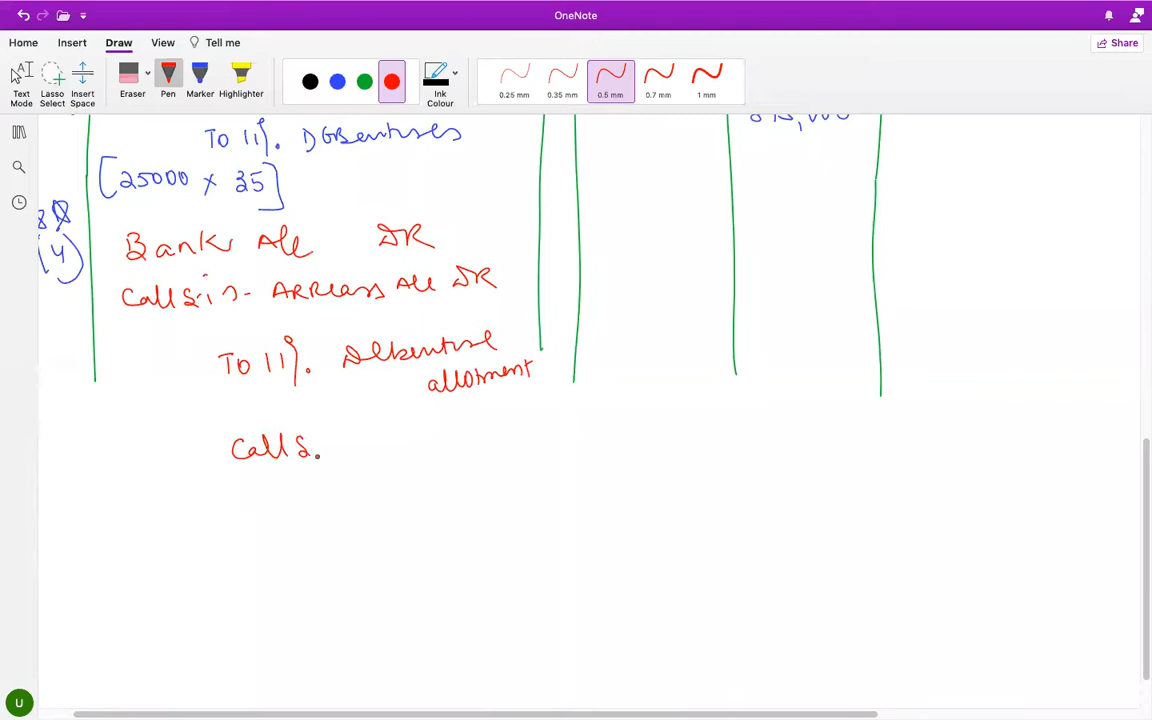 OneNote
Home Insert Draw View Tell me
Share
Text Mode
Lasso Select
Insert Space
Eraser
Pen
Marker
Highlighter
Ink Colour
0.25 mm
0.35 mm
0.5 mm
0.7 mm
1 mm
To 11%. Debentures
[25000 x 35]
(4)
Bank A/c DR
Calls-in-Arrears A/c DR
To 11%. Debenture
allotment
Calls
U